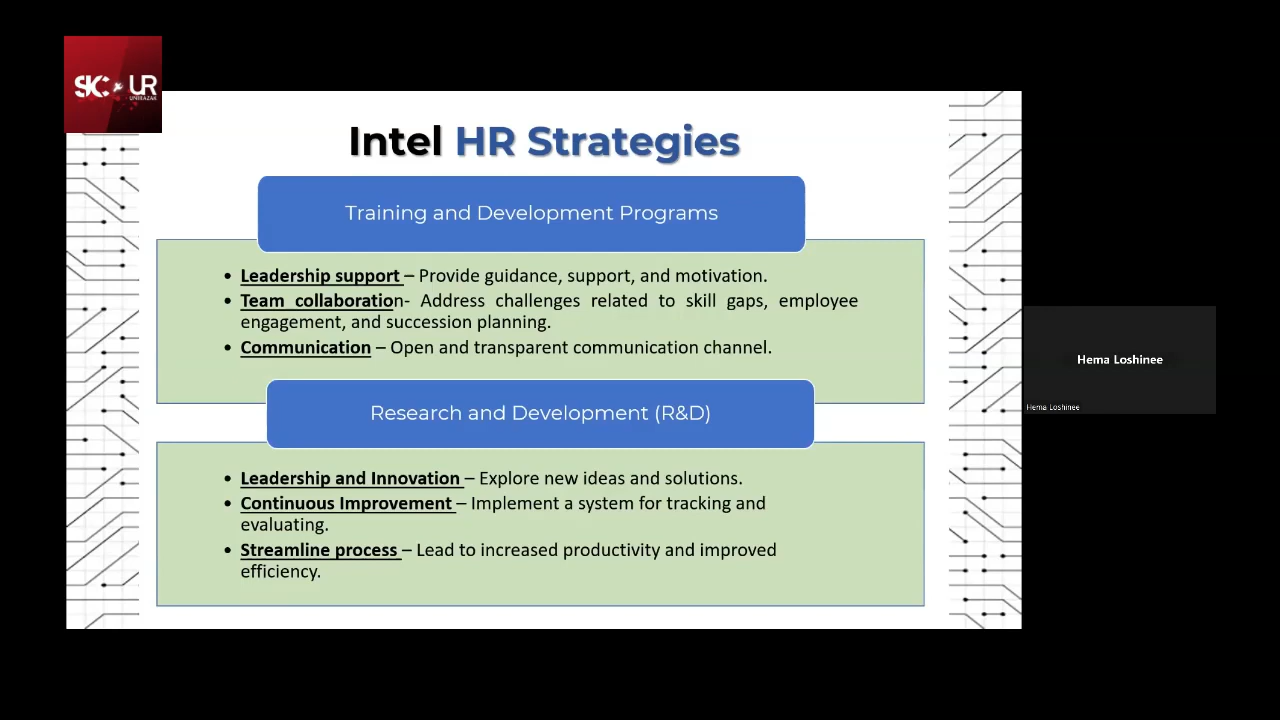 SKC UR
UNIRAZAK
Intel HR Strategies
Training and Development Programs
• Leadership support – Provide guidance, support, and motivation.
• Team collaboration- Address challenges related to skill gaps, employee
engagement, and succession planning.
• Communication – Open and transparent communication channel.
Research and Development (R&D)
• Leadership and Innovation – Explore new ideas and solutions.
• Continuous Improvement – Implement a system for tracking and
evaluating.
• Streamline process – Lead to increased productivity and improved
efficiency.
Hema Loshinee
Hema Loshinee